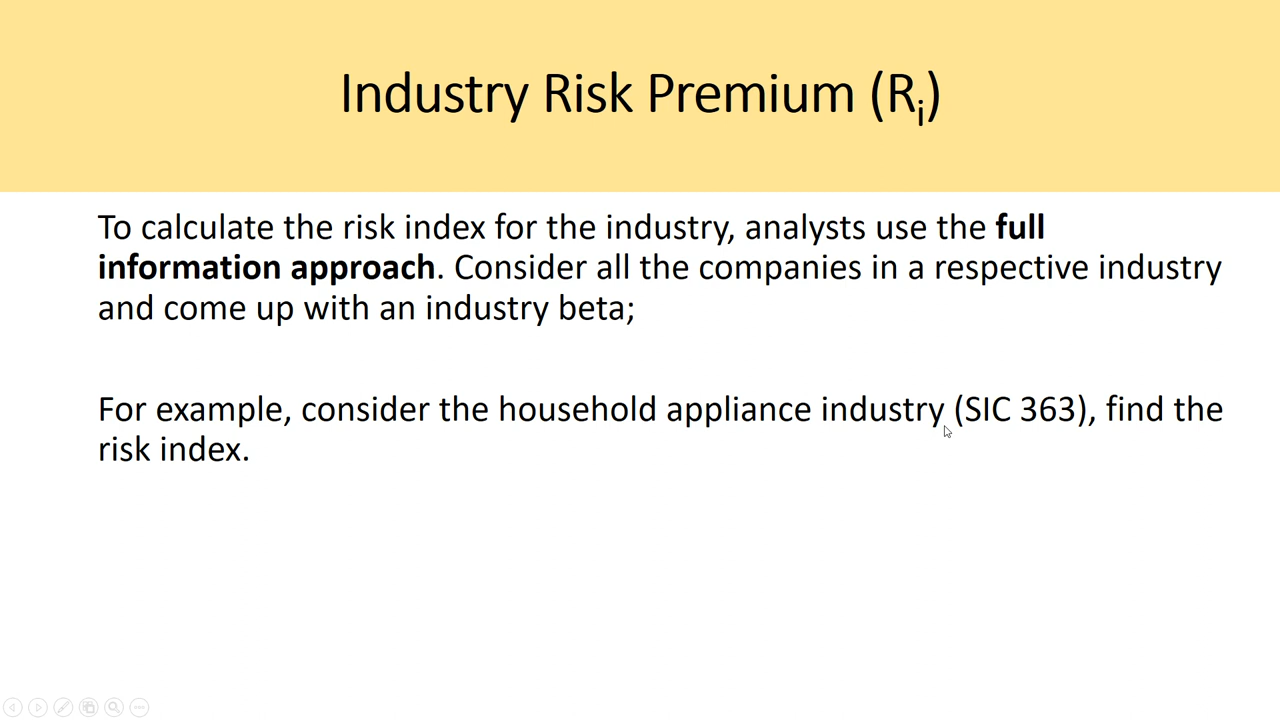 Industry Risk Premium (Ri)
To calculate the risk index for the industry, analysts use the full
information approach. Consider all the companies in a respective industry
and come up with an industry beta;
For example, consider the household appliance industry (SIC 363), find the
risk index.